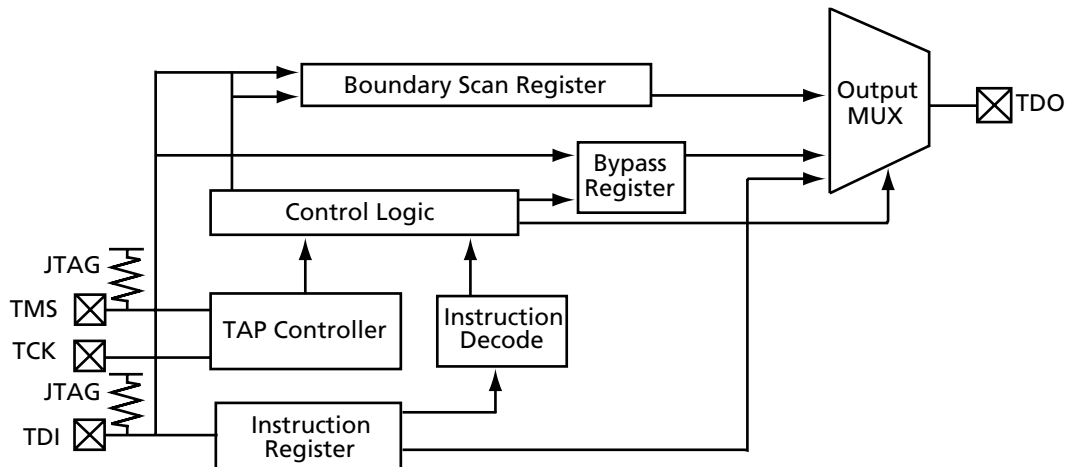 Boundary Scan Register
Output
MUX
TDO
Bypass
Register
Control Logic
JTAG
TMS
TAP Controller
Instruction
Decode
TCK
JTAG
TDI
Instruction
Register